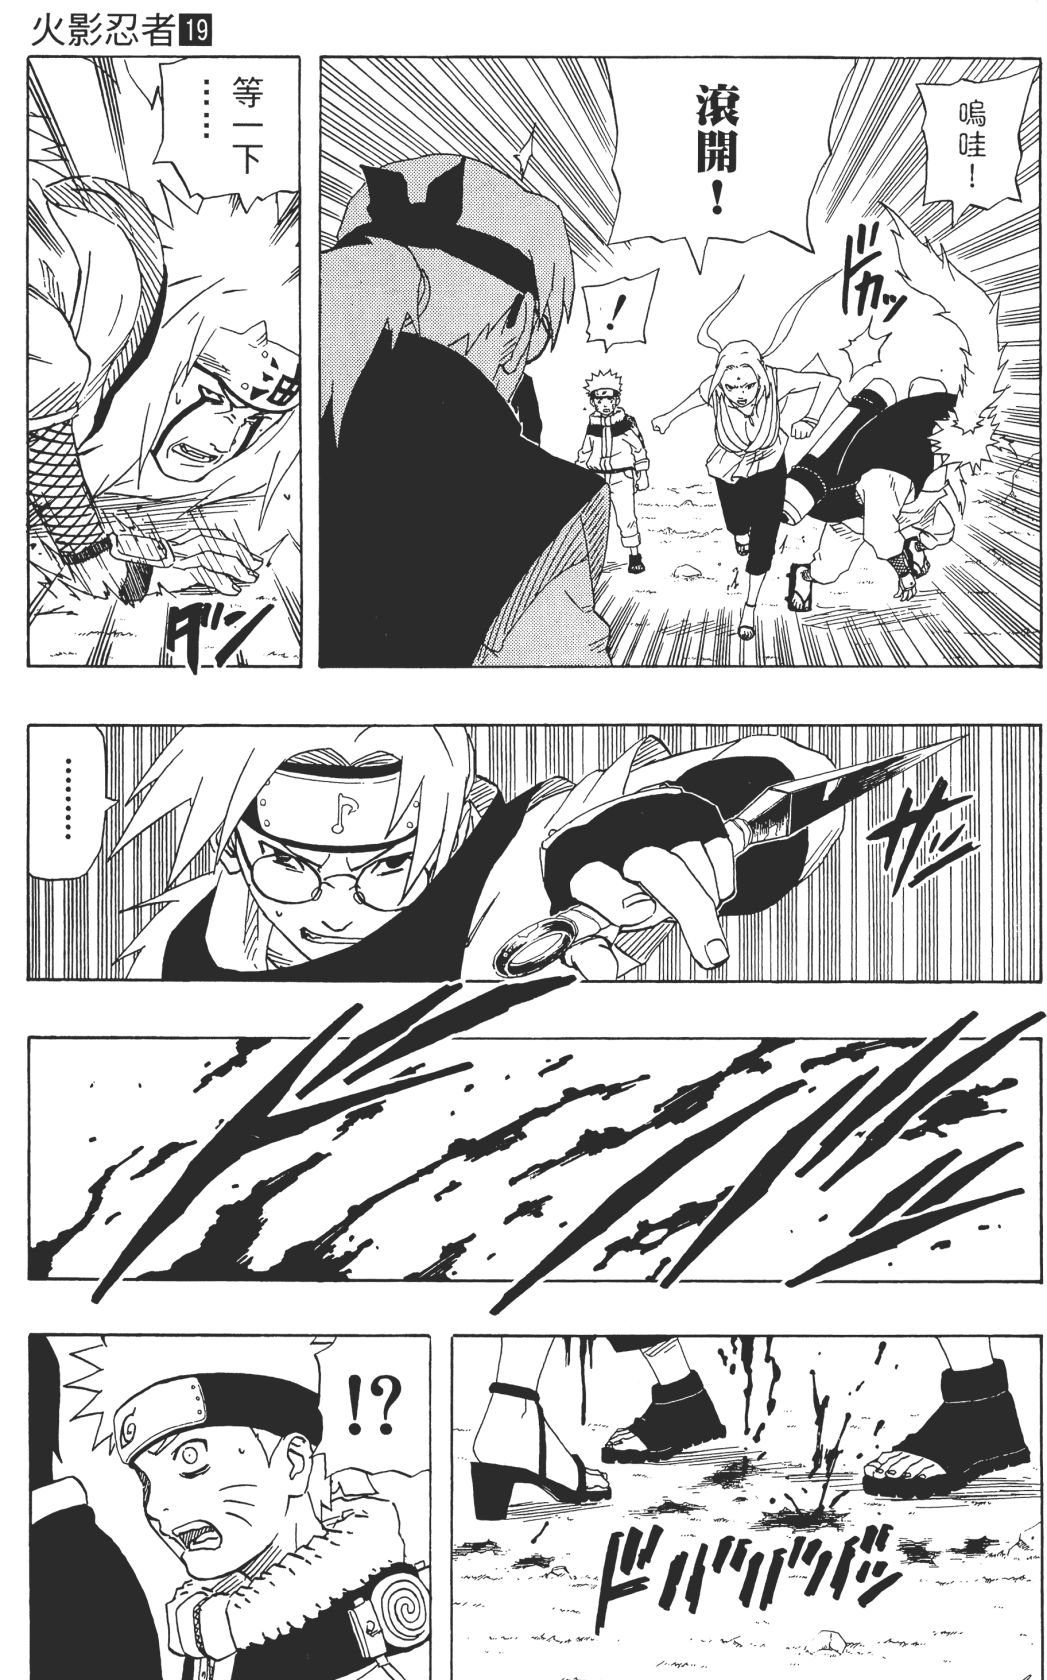 火影忍者19
嗚哇！
滾開！
！
ドカッ
等一下
……
ダン
………
サッ
ドバババッ
！？